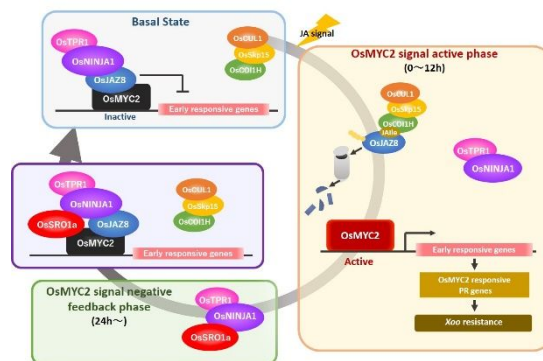 Basal State
OsTPR1
OsNINJA1
OsJAZ8
OsMYC2
Inactive
Early responsive genes
OsCUL1
OsSkp15
OsCOI1H
JA signal
OsMYC2 signal active phase
(0～12h)
OsCUL1
OsSkp15
OsCOI1H
JAIle
OsJAZ8
OsTPR1
OsNINJA1
OsMYC2
Active
Early responsive genes
OsMYC2 responsive
PR genes
Xoo resistance
OsTPR1
OsNINJA1
OsSRO1a
OsJAZ8
OsMYC2
Early responsive genes
OsCUL1
OsSkp15
OsCOI1H
OsMYC2 signal negative
feedback phase
(24h～)
OsTPR1
OsNINJA1
OsSRO1a